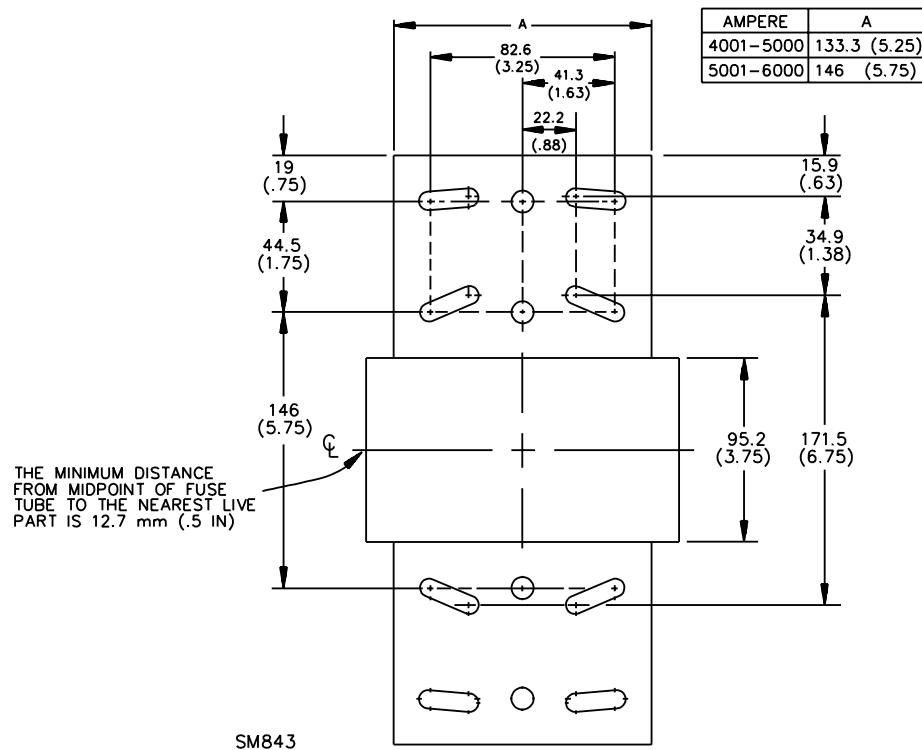 A
AMPERE A
4001-5000 133.3 (5.25)
5001-6000 146 (5.75)
82.6
(3.25)
41.3
(1.63)
22.2
(.88)
19
(.75)
15.9
(.63)
44.5
(1.75)
34.9
(1.38)
146
(5.75)
℄
95.2
(3.75)
171.5
(6.75)
THE MINIMUM DISTANCE
FROM MIDPOINT OF FUSE
TUBE TO THE NEAREST LIVE
PART IS 12.7 mm (.5 IN)
SM843